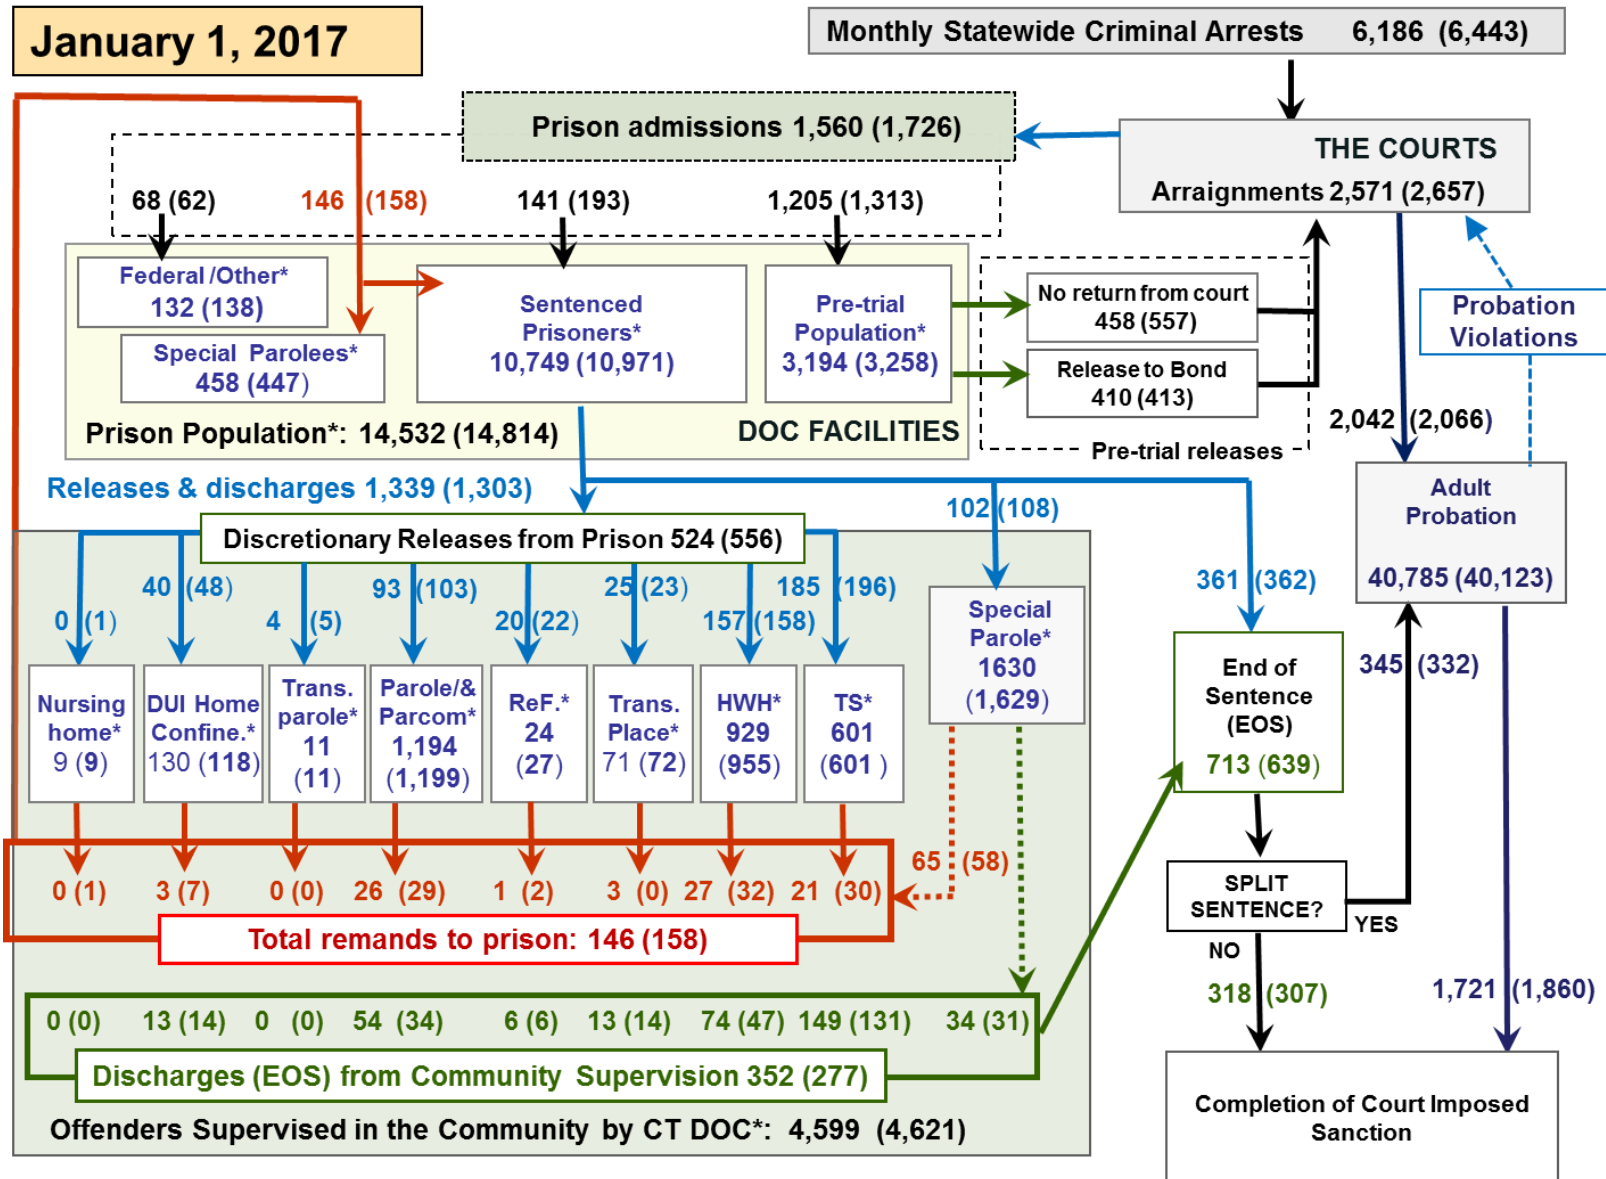 January 1, 2017
Monthly Statewide Criminal Arrests 6,186 (6,443)
Prison admissions 1,560 (1,726)
THE COURTS
Arraignments 2,571 (2,657)
68 (62)
146 (158)
141 (193)
1,205 (1,313)
Federal /Other*
132 (138)
Special Parolees*
458 (447)
Sentenced
Prisoners*
10,749 (10,971)
Pre-trial
Population*
3,194 (3,258)
No return from court
458 (557)
Release to Bond
410 (413)
Pre-trial releases
Probation
Violations
Prison Population*: 14,532 (14,814)
DOC FACILITIES
2,042 (2,066)
Releases & discharges 1,339 (1,303)
Adult
Probation
40,785 (40,123)
Discretionary Releases from Prison 524 (556)
102 (108)
361 (362)
0 (1)
40 (48)
4 (5)
93 (103)
20 (22)
25 (23)
157 (158)
185 (196)
Nursing
home*
9 (9)
DUI Home
Confine.*
130 (118)
Trans.
parole*
11
(11)
Parole/&
Parcom*
1,194
(1,199)
ReF.*
24
(27)
Trans.
Place*
71 (72)
HWH*
929
(955)
TS*
601
(601 )
Special
Parole*
1630
(1,629)
End of
Sentence
(EOS)
713 (639)
345 (332)
0 (1) 3 (7) 0 (0) 26 (29) 1 (2) 3 (0) 27 (32) 21 (30)
65 (58)
Total remands to prison: 146 (158)
SPLIT
SENTENCE?
YES
NO
318 (307)
1,721 (1,860)
0 (0) 13 (14) 0 (0) 54 (34) 6 (6) 13 (14) 74 (47) 149 (131) 34 (31)
Discharges (EOS) from Community Supervision 352 (277)
Offenders Supervised in the Community by CT DOC*: 4,599 (4,621)
Completion of Court Imposed
Sanction